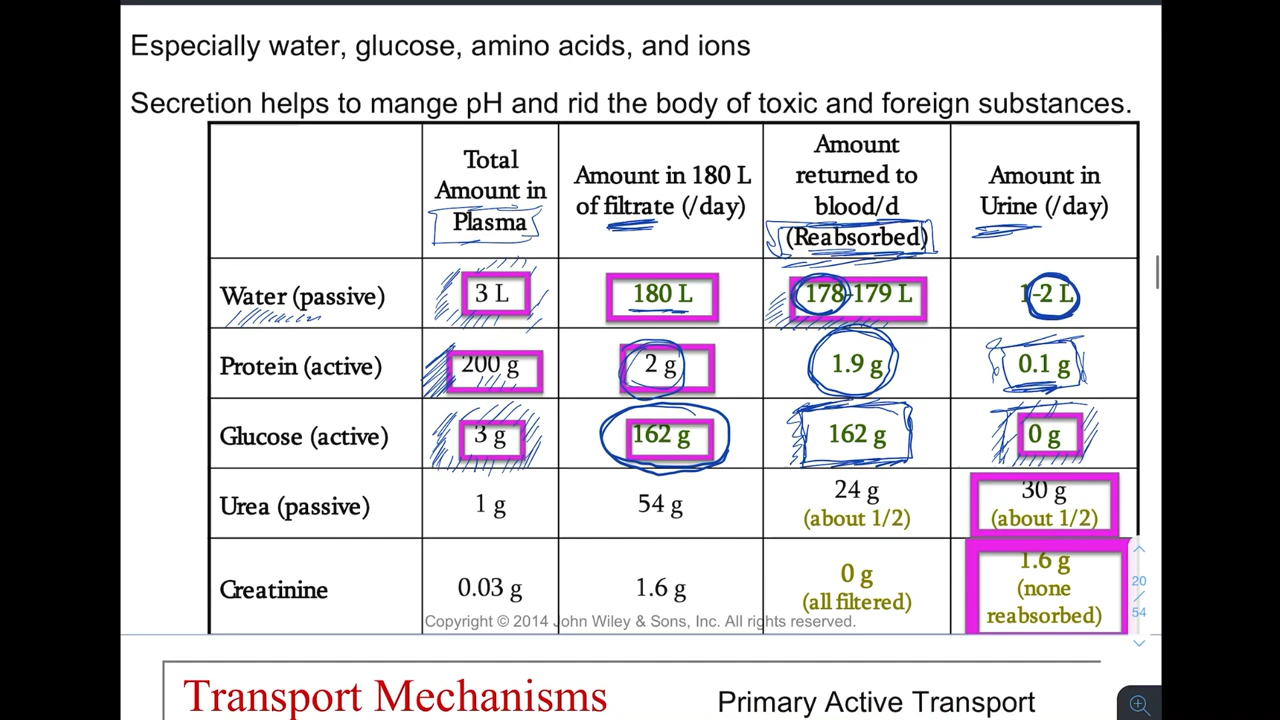 Especially water, glucose, amino acids, and ions
Secretion helps to mange pH and rid the body of toxic and foreign substances.
Total
Amount in
Plasma
Amount in 180 L
of filtrate (/day)
Amount
returned to
blood/d
(Reabsorbed)
Amount in
Urine (/day)
Water (passive)
3 L
180 L
178-179 L
1-2 L
Protein (active)
200 g
2 g
1.9 g
0.1 g
Glucose (active)
3 g
162 g
162 g
0 g
Urea (passive)
1 g
54 g
24 g
(about 1/2)
30 g
(about 1/2)
Creatinine
0.03 g
1.6 g
0 g
(all filtered)
1.6 g
(none
reabsorbed)
Copyright © 2014 John Wiley & Sons, Inc. All rights reserved.
20
/
54
Transport Mechanisms
Primary Active Transport